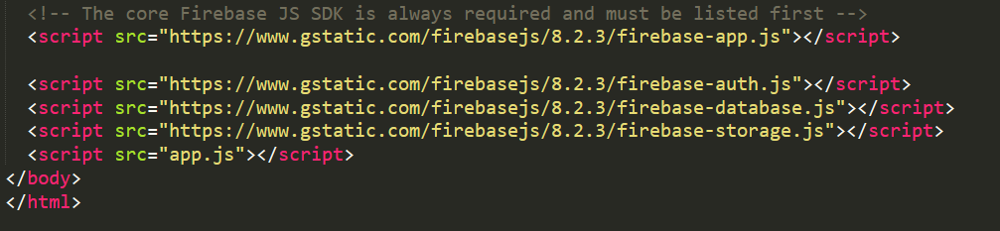 <!-- The core Firebase JS SDK is always required and must be listed first -->
<script src="https://www.gstatic.com/firebasejs/8.2.3/firebase-app.js"></script>
<script src="https://www.gstatic.com/firebasejs/8.2.3/firebase-auth.js"></script>
<script src="https://www.gstatic.com/firebasejs/8.2.3/firebase-database.js"></script>
<script src="https://www.gstatic.com/firebasejs/8.2.3/firebase-storage.js"></script>
<script src="app.js"></script>
</body>
</html>